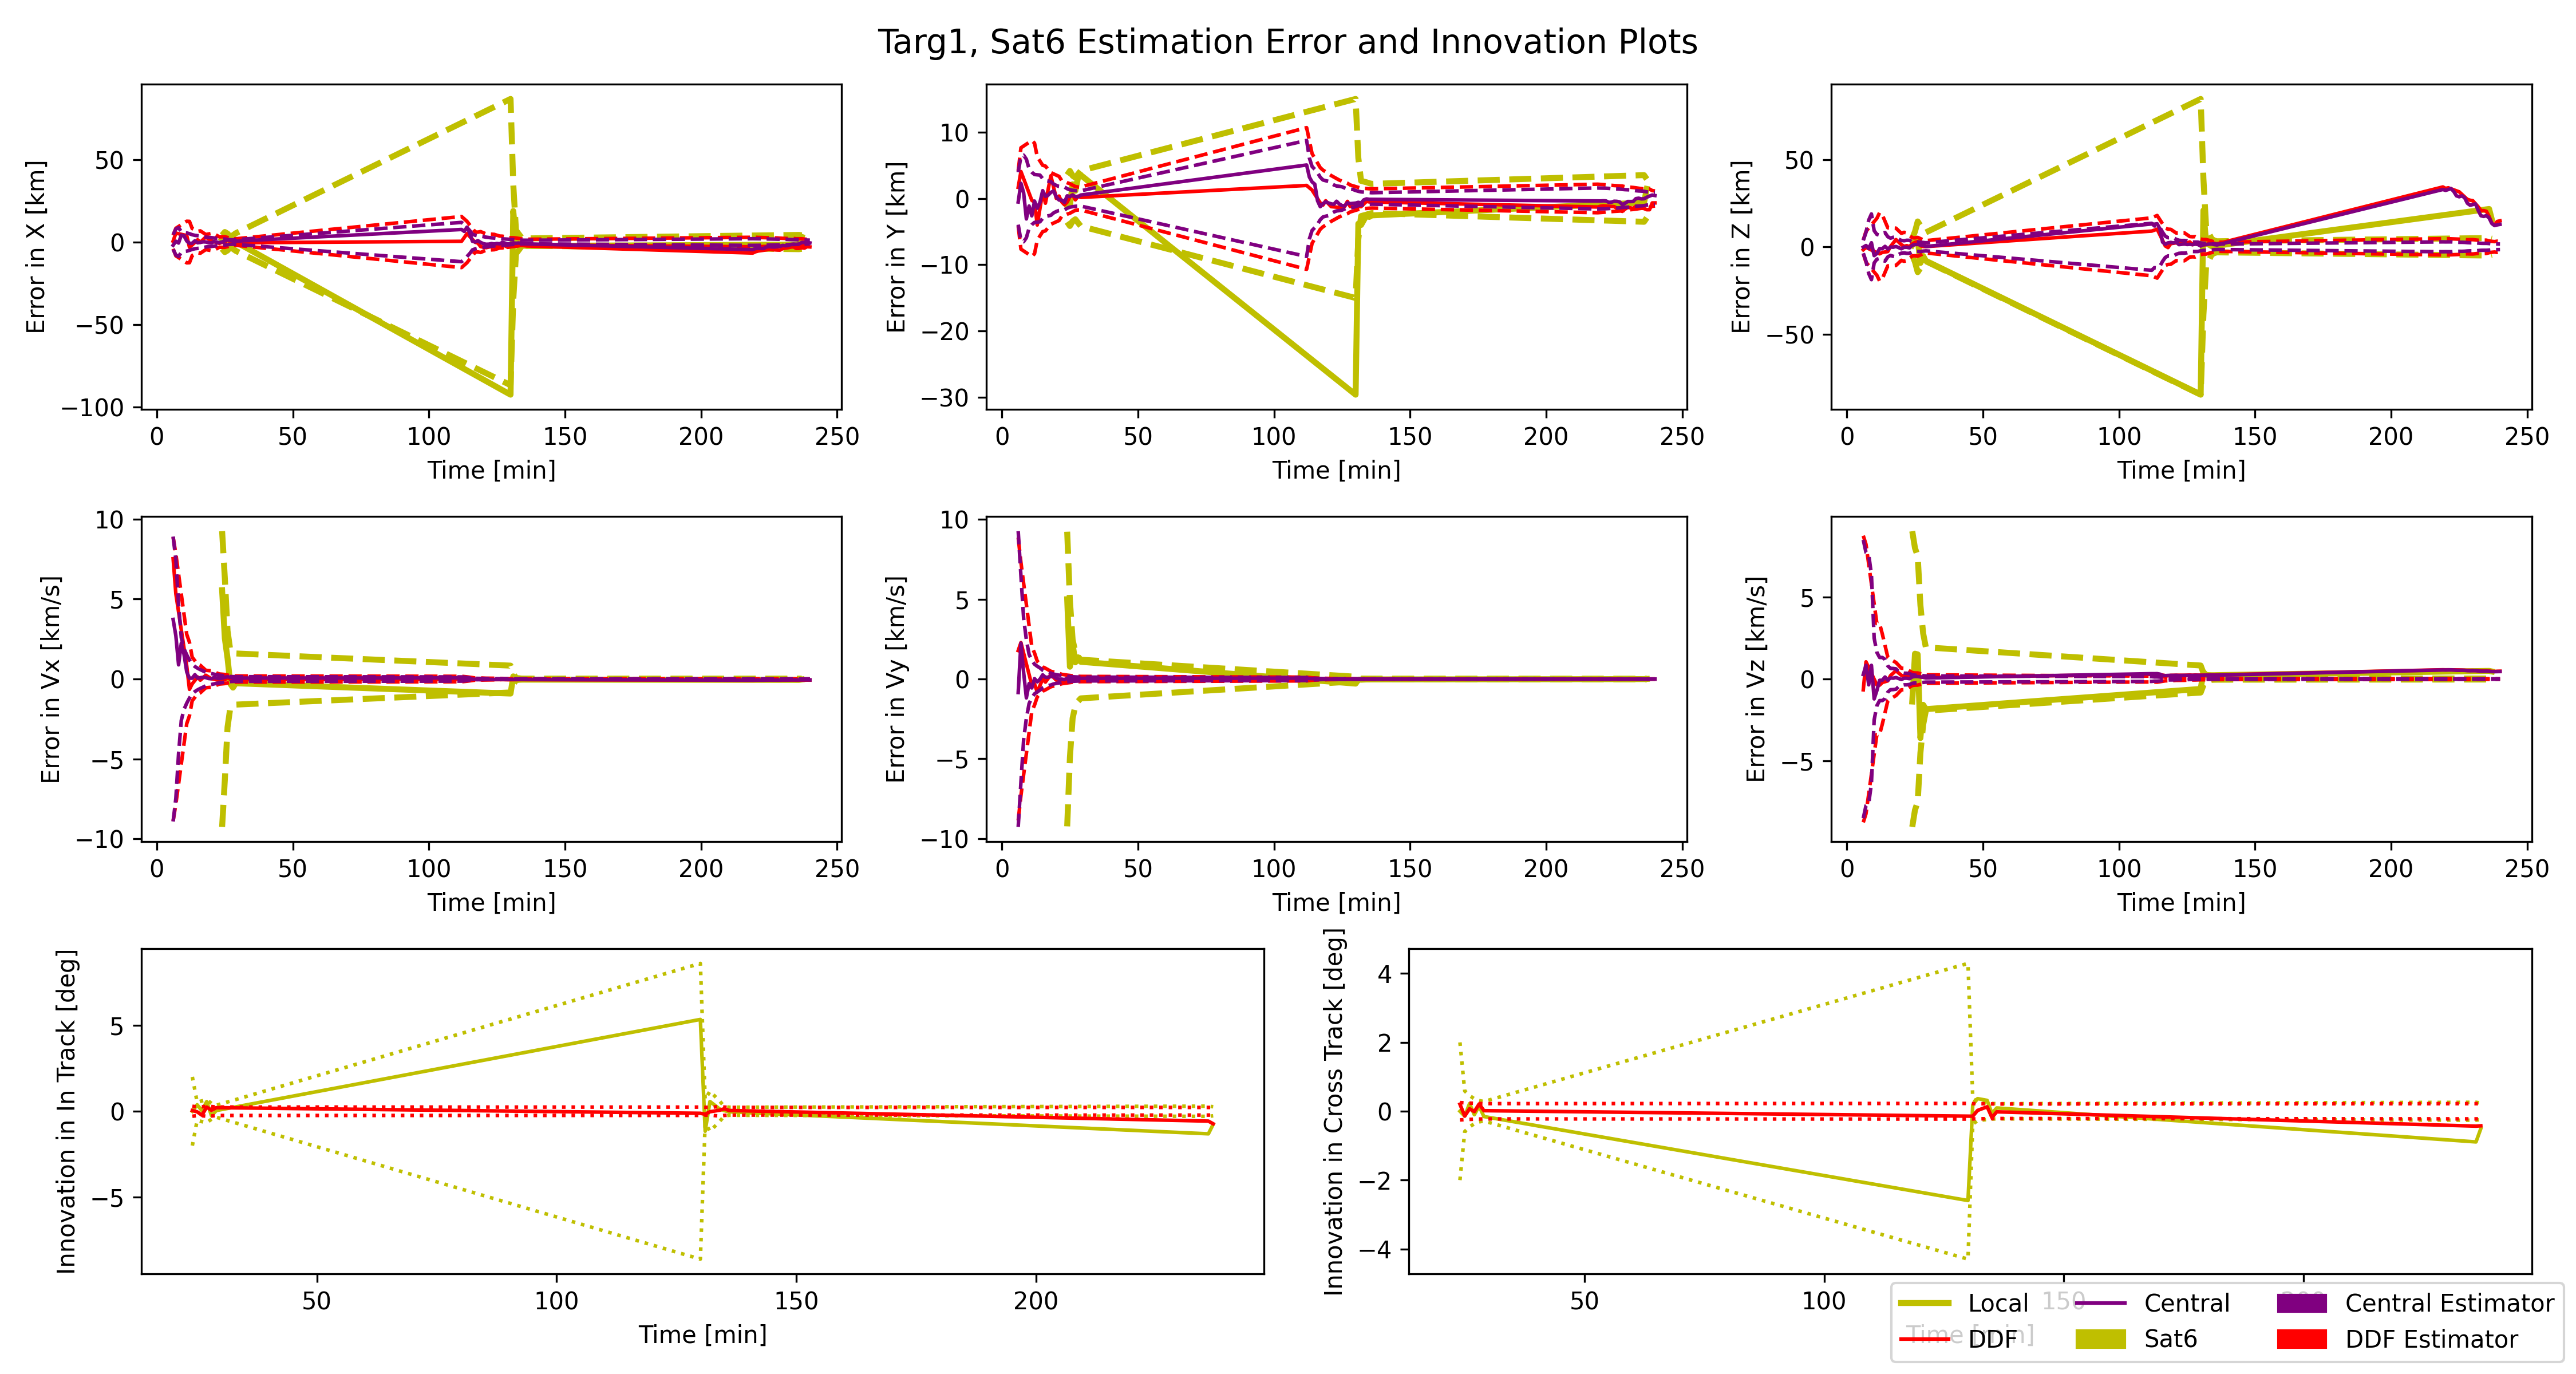 Targ1, Sat6 Estimation Error and Innovation Plots
Error in X [km]
50
0
−50
−100
0 50 100 150 200 250
Time [min]
Error in Y [km]
10
0
−10
−20
−30
0 50 100 150 200 250
Time [min]
Error in Z [km]
50
0
−50
0 50 100 150 200 250
Time [min]
Error in Vx [km/s]
10
5
0
−5
−10
0 50 100 150 200 250
Time [min]
Error in Vy [km/s]
10
5
0
−5
−10
0 50 100 150 200 250
Time [min]
Error in Vz [km/s]
5
0
−5
0 50 100 150 200 250
Time [min]
Innovation in In Track [deg]
5
0
−5
50 100 150 200
Time [min]
Innovation in Cross Track [deg]
4
2
0
−2
−4
50 100 150 200
Time [min]
Local
DDF
Central
Sat6
Central Estimator
DDF Estimator